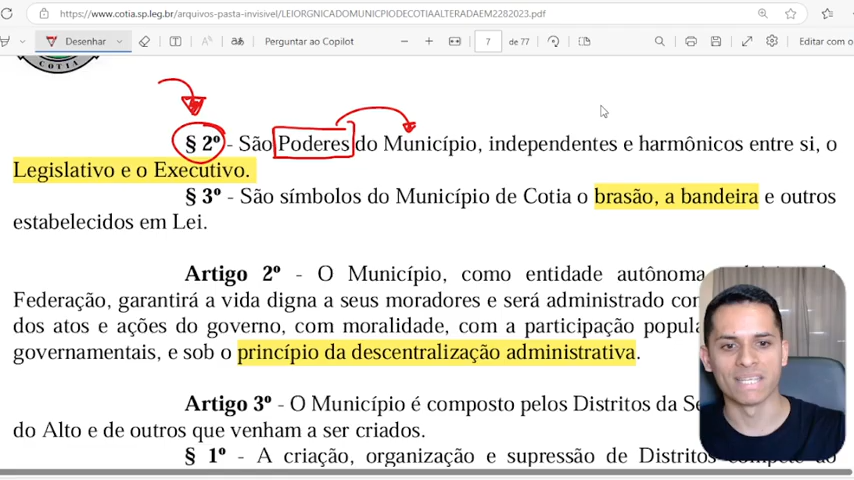 https://www.cotia.sp.leg.br/arquivos-pasta-invisivel/LEIORGNICADOMUNICPIODECOTIAALTERADAEM2282023.pdf
Desenhar
Perguntar ao Copilot
7 de 77
Editar com o
COTIA
§ 2º - São Poderes do Município, independentes e harmônicos entre si, o
Legislativo e o Executivo.
§ 3º - São símbolos do Município de Cotia o brasão, a bandeira e outros
estabelecidos em Lei.
Artigo 2º - O Município, como entidade autônoma
Federação, garantirá a vida digna a seus moradores e será administrado
dos atos e ações do governo, com moralidade, com a participação
governamentais, e sob o princípio da descentralização administrativa.
Artigo 3º - O Município é composto pelos Distritos da
do Alto e de outros que venham a ser criados.
§ 1º - A criação, organização e supressão de Distritos compete ao